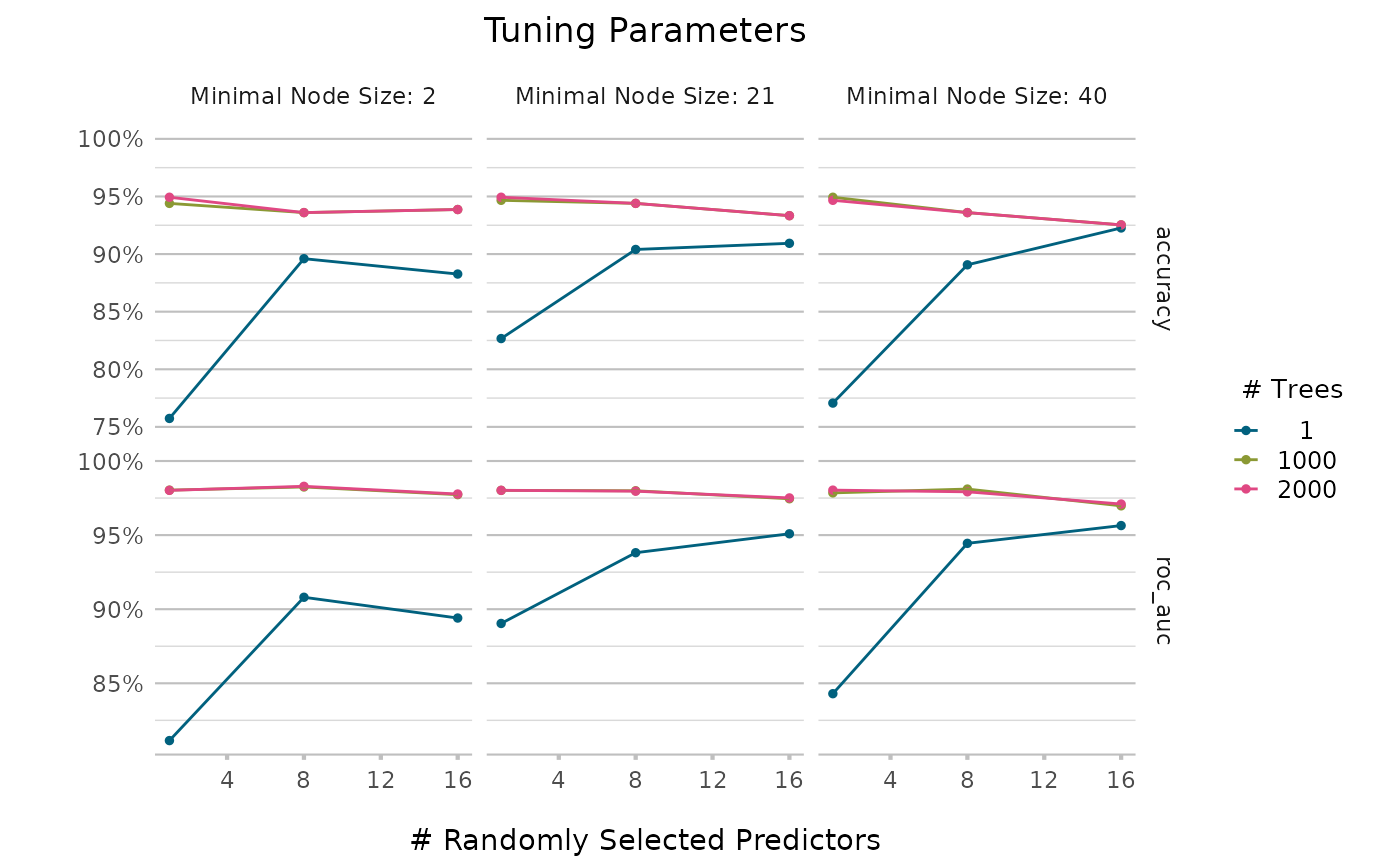 Tuning Parameters
Minimal Node Size: 2
Minimal Node Size: 21
Minimal Node Size: 40
100%
95%
90%
85%
80%
75%
accuracy
100%
95%
90%
85%
roc_auc
4 8 12 16
4 8 12 16
4 8 12 16
# Randomly Selected Predictors
# Trees
1
1000
2000